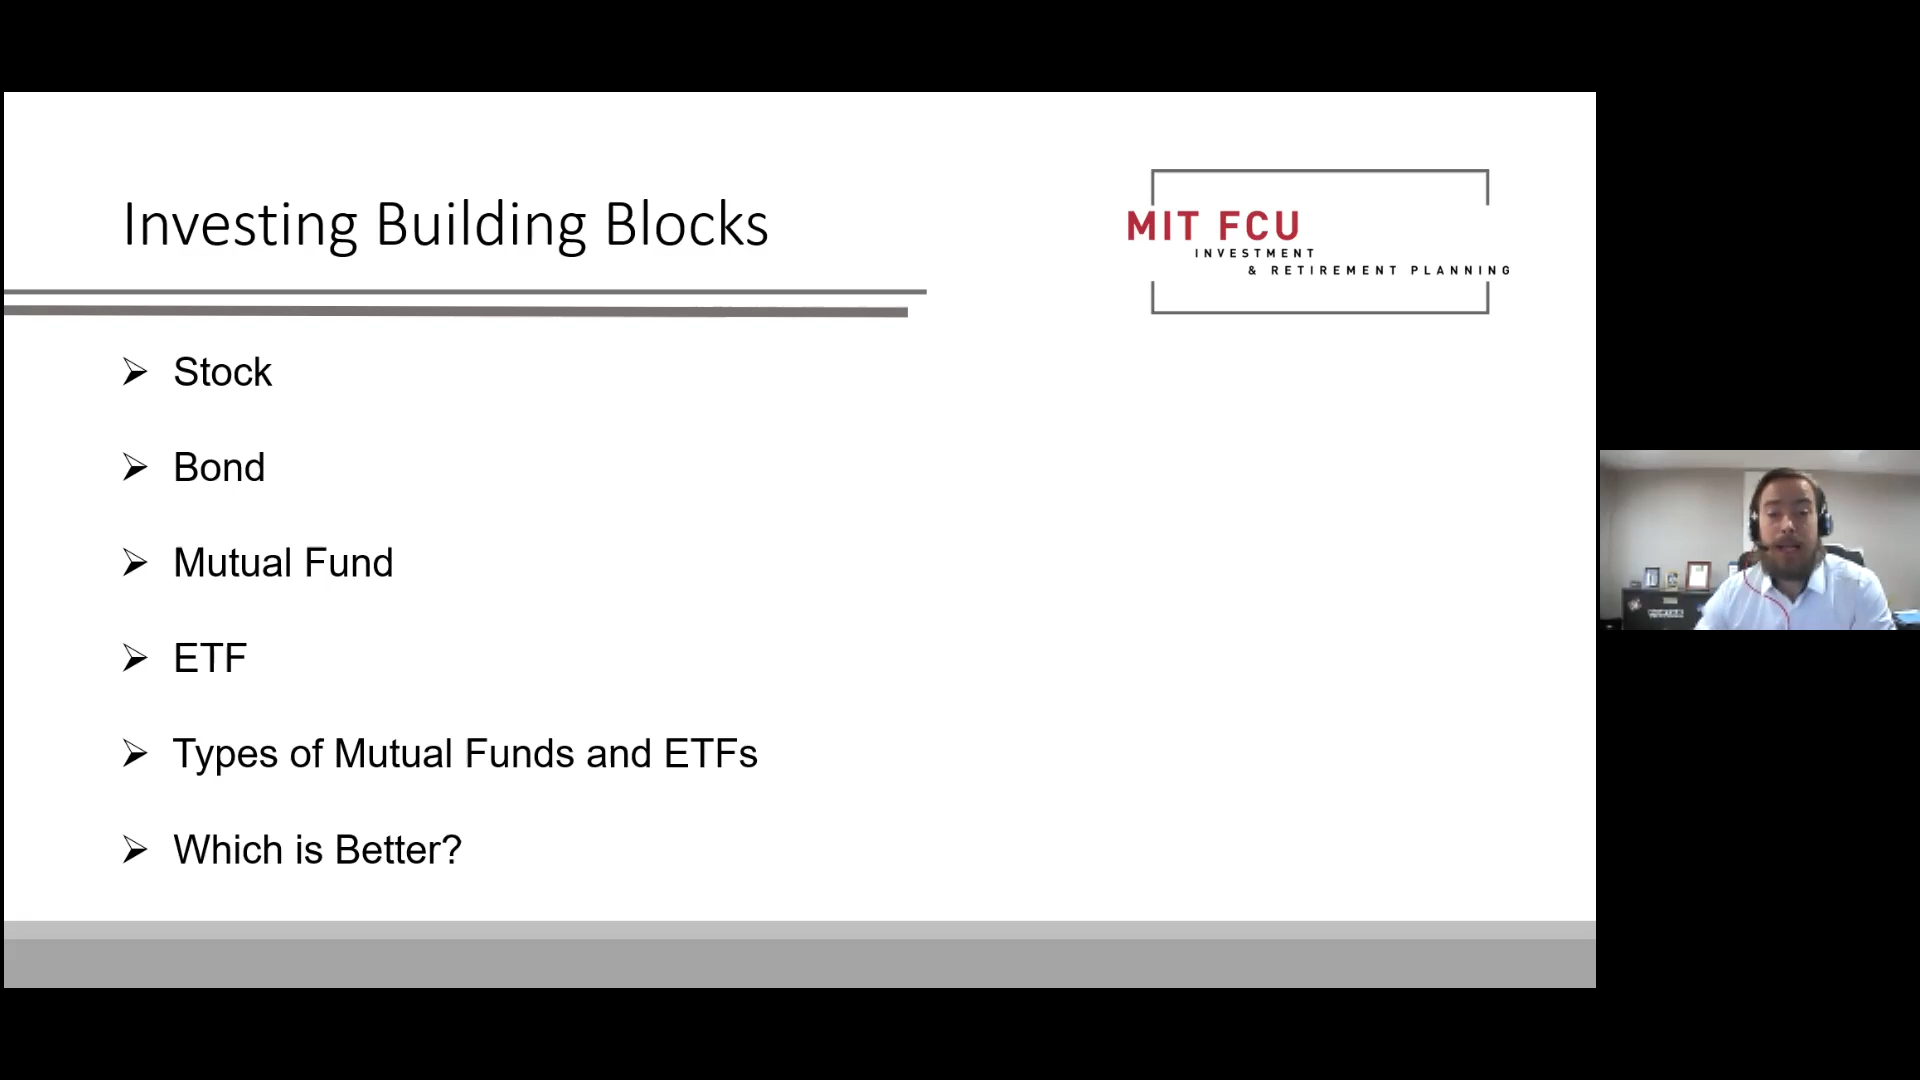 Investing Building Blocks
MIT FCU
INVESTMENT
& RETIREMENT PLANNING
Stock
Bond
Mutual Fund
ETF
Types of Mutual Funds and ETFs
Which is Better?